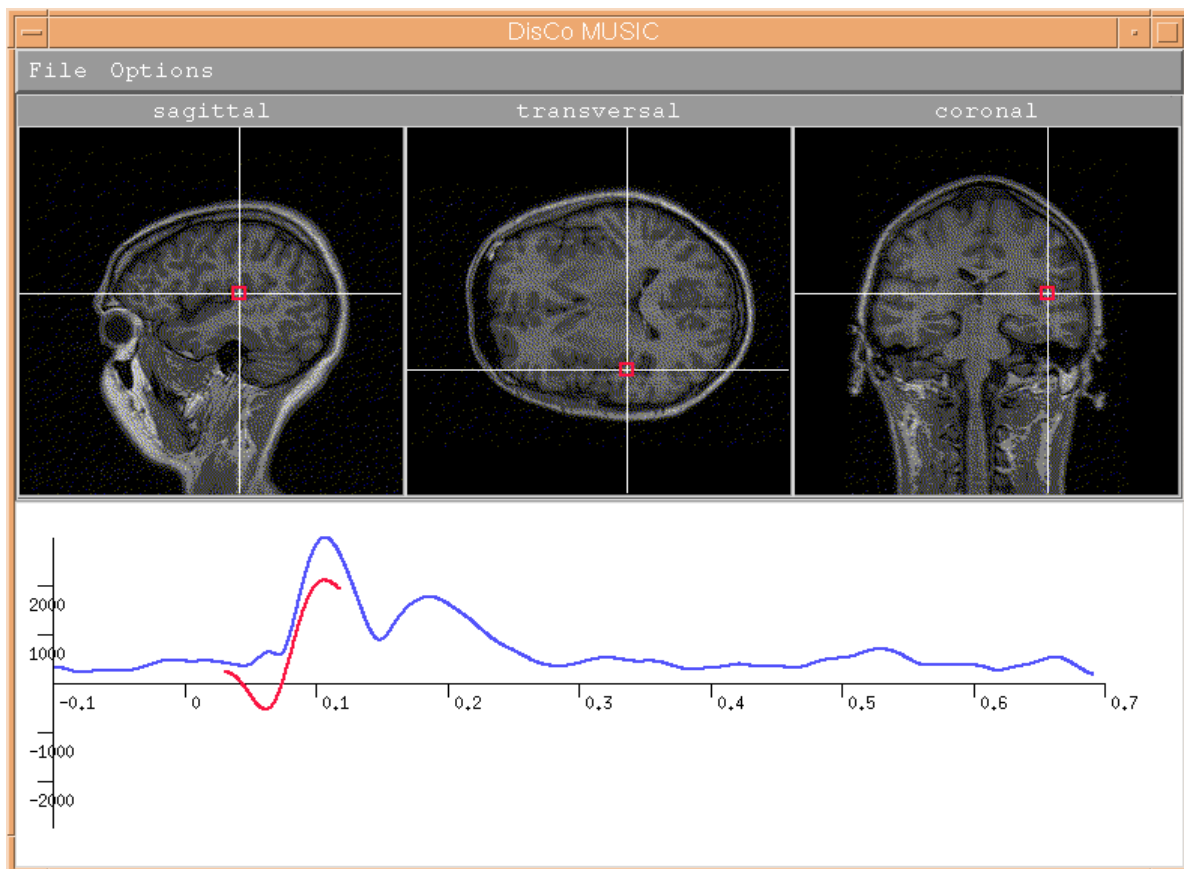 DisCo MUSIC
File Options
sagittal transversal coronal
2000
1000
-0.1 0 0.1 0.2 0.3 0.4 0.5 0.6 0.7
-1000
-2000